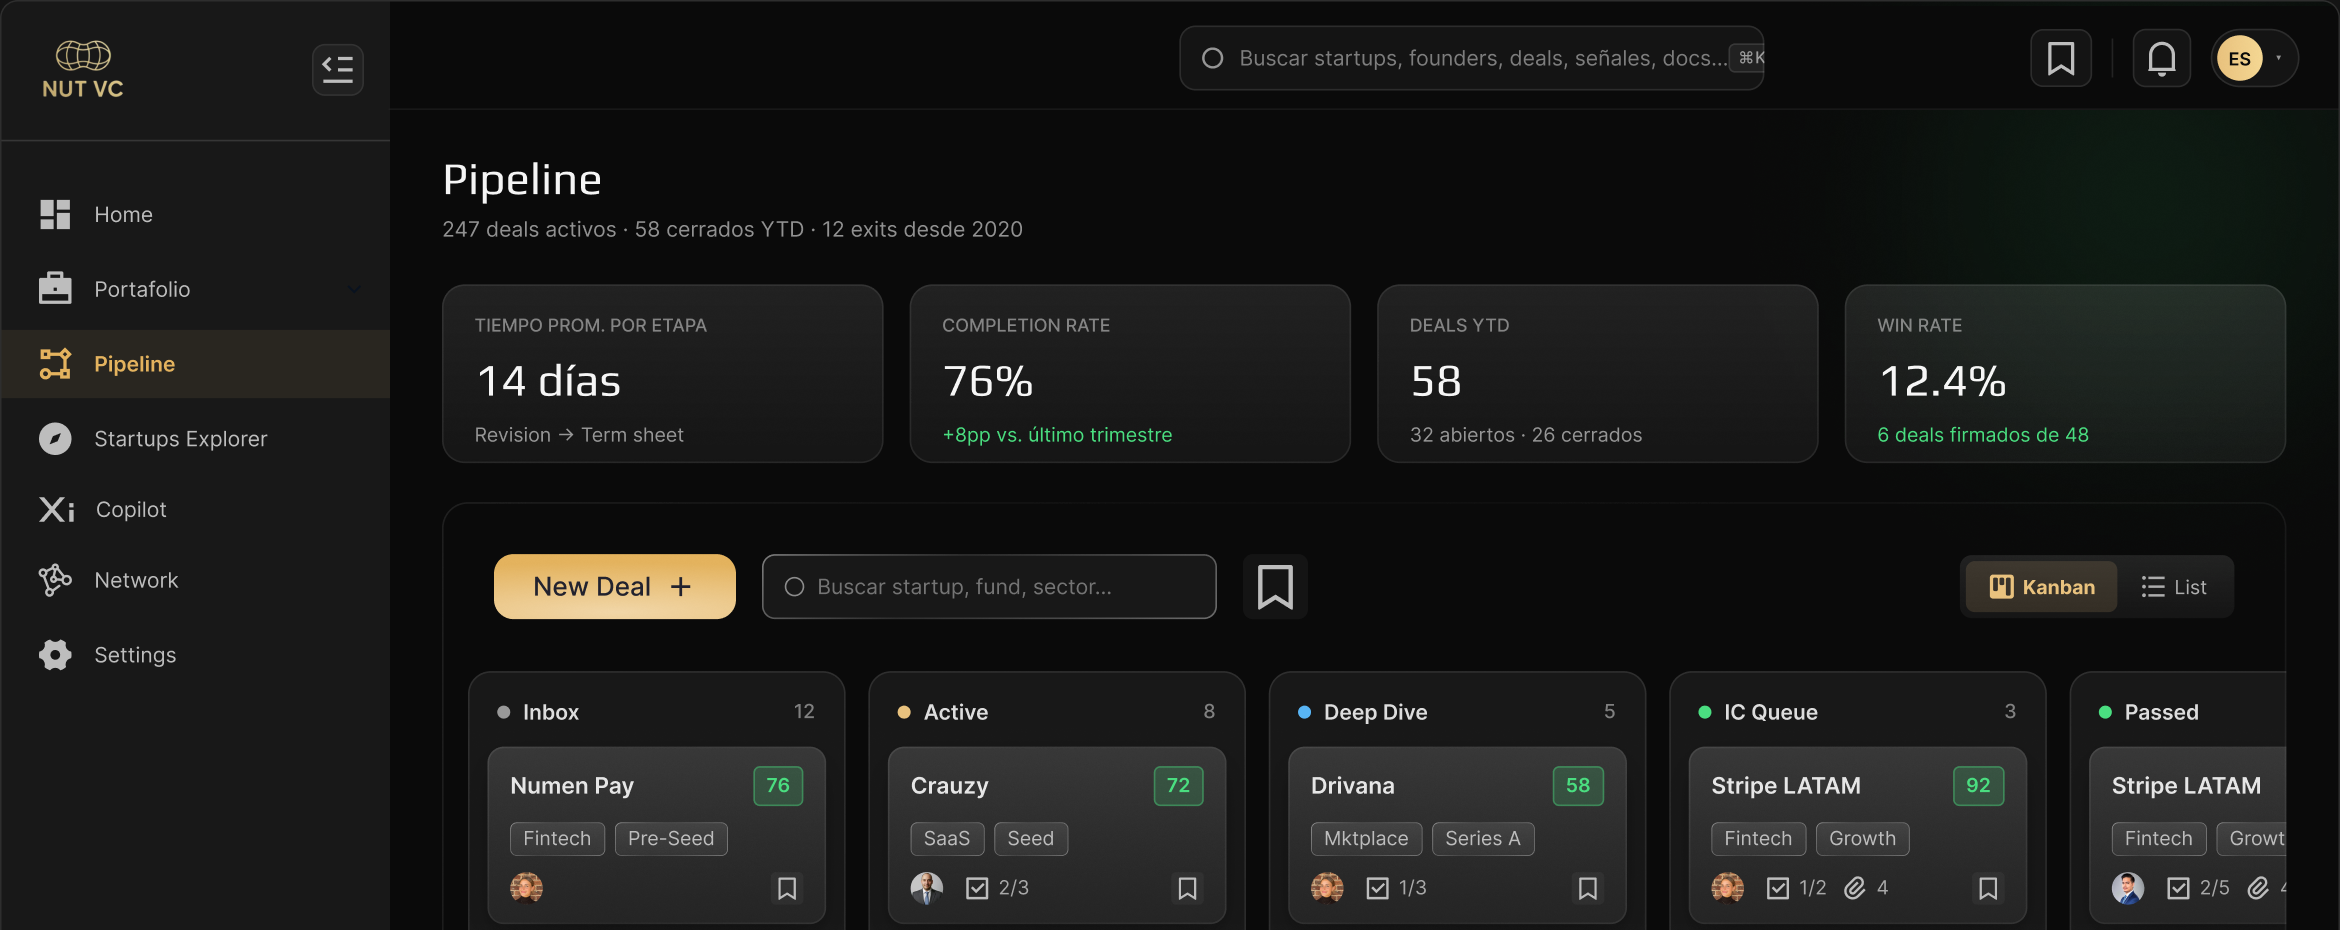 NUT VC
Buscar startups, founders, deals, señales, docs... ⌘K
ES
Home
Portafolio
Pipeline
Startups Explorer
Xi Copilot
Network
Settings
Pipeline
247 deals activos · 58 cerrados YTD · 12 exits desde 2020
TIEMPO PROM. POR ETAPA
14 días
Revision → Term sheet
COMPLETION RATE
76%
+8pp vs. último trimestre
DEALS YTD
58
32 abiertos · 26 cerrados
WIN RATE
12.4%
6 deals firmados de 48
New Deal +
Buscar startup, fund, sector...
Kanban
List
Inbox 12
Numen Pay 76
Fintech Pre-Seed
Active 8
Crauzy 72
SaaS Seed
2/3
Deep Dive 5
Drivana 58
Mktplace Series A
1/3
IC Queue 3
Stripe LATAM 92
Fintech Growth
1/2 4
Passed
Stripe LATAM
Fintech Growt
2/5 4